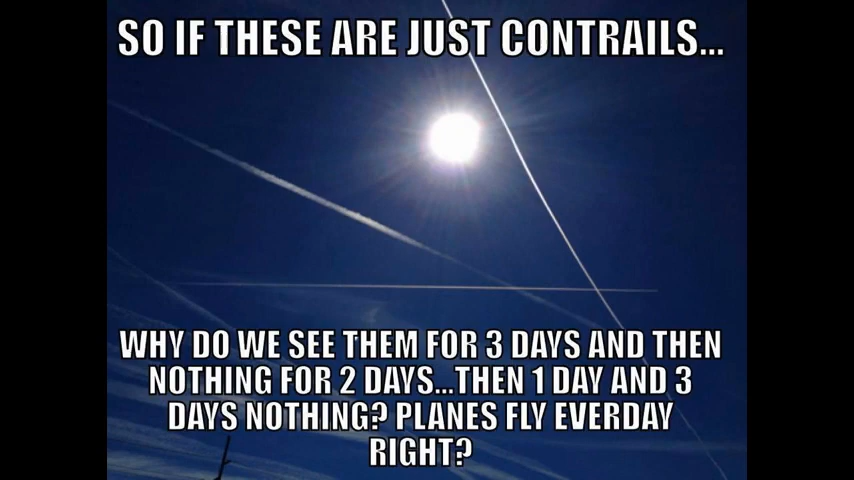 SO IF THESE ARE JUST CONTRAILS...
WHY DO WE SEE THEM FOR 3 DAYS AND THEN
NOTHING FOR 2 DAYS...THEN 1 DAY AND 3
DAYS NOTHING? PLANES FLY EVERDAY
RIGHT?